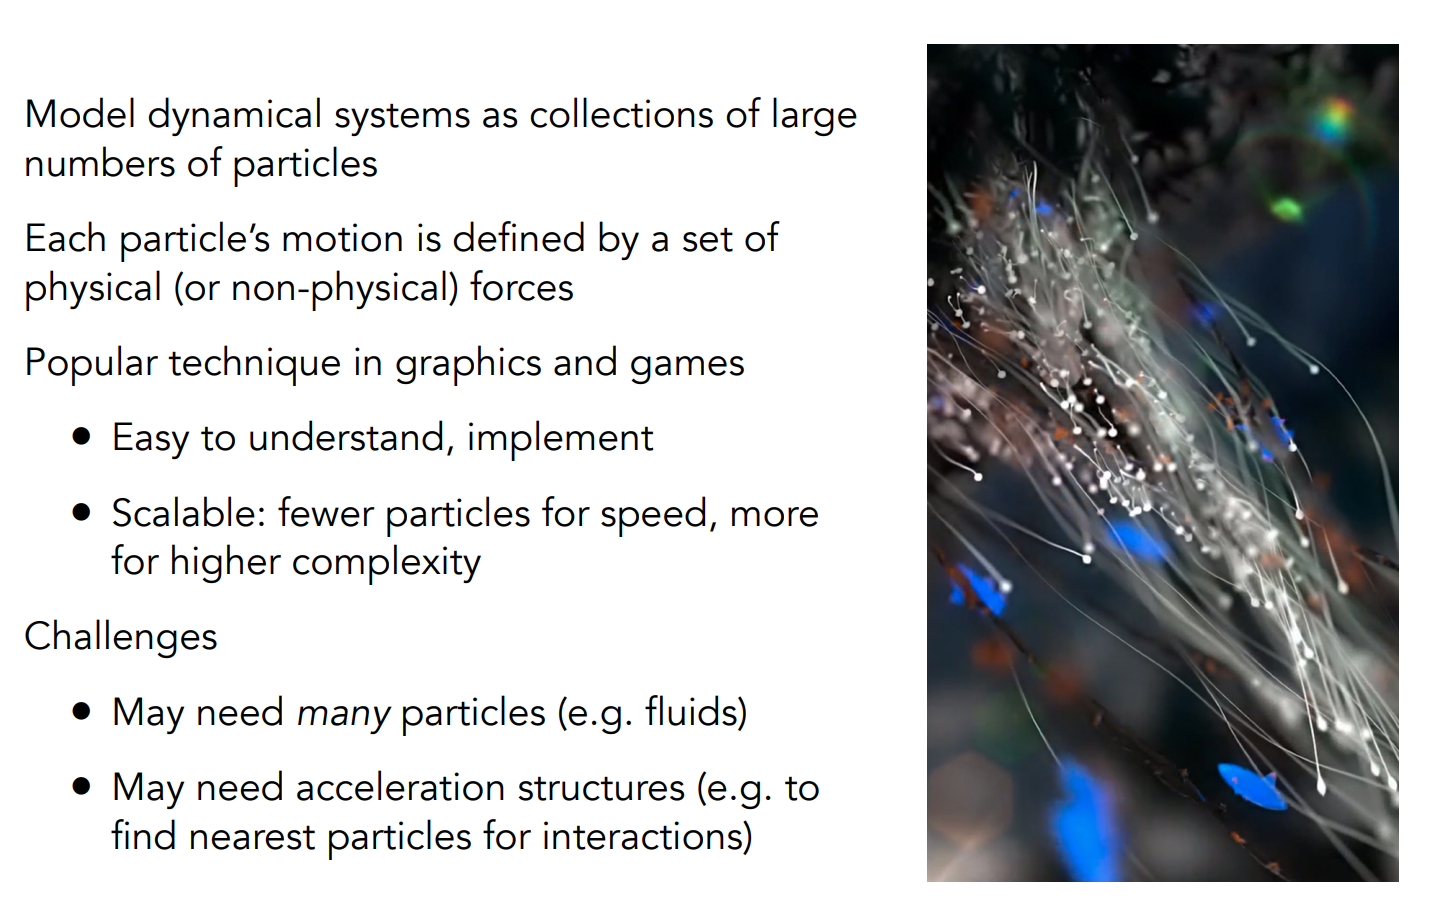 Model dynamical systems as collections of large
numbers of particles
Each particle’s motion is defined by a set of
physical (or non-physical) forces
Popular technique in graphics and games
● Easy to understand, implement
● Scalable: fewer particles for speed, more
for higher complexity
Challenges
● May need many particles (e.g. fluids)
● May need acceleration structures (e.g. to
find nearest particles for interactions)